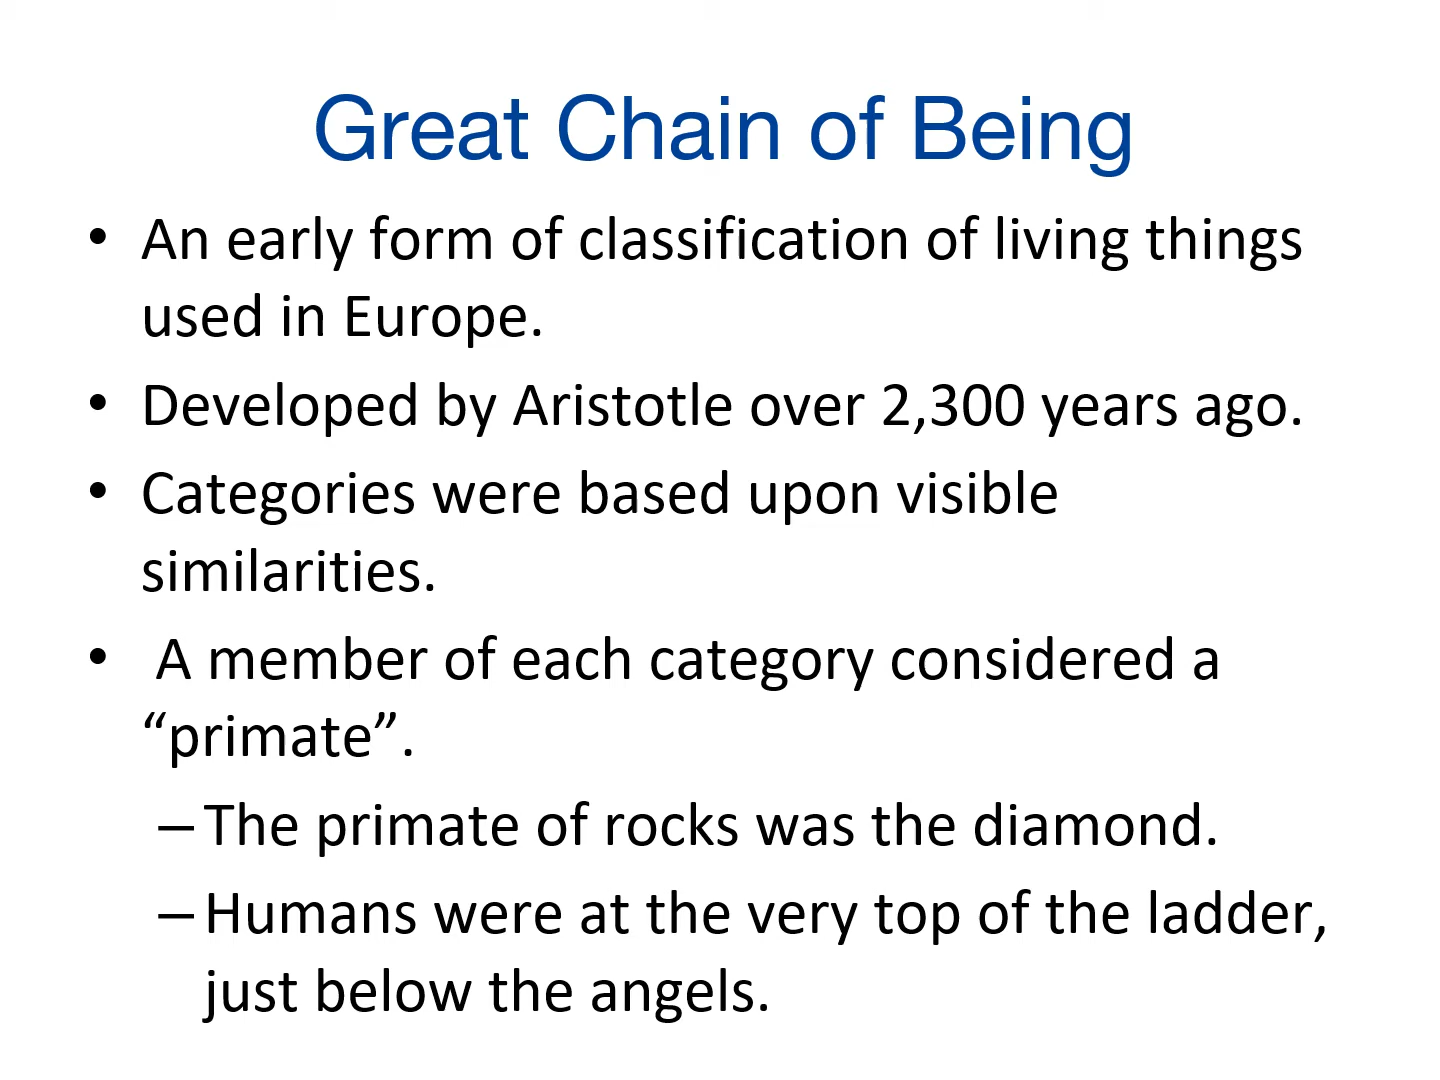 Great Chain of Being
• An early form of classification of living things
used in Europe.
• Developed by Aristotle over 2,300 years ago.
• Categories were based upon visible
similarities.
• A member of each category considered a
“primate”.
– The primate of rocks was the diamond.
– Humans were at the very top of the ladder,
just below the angels.